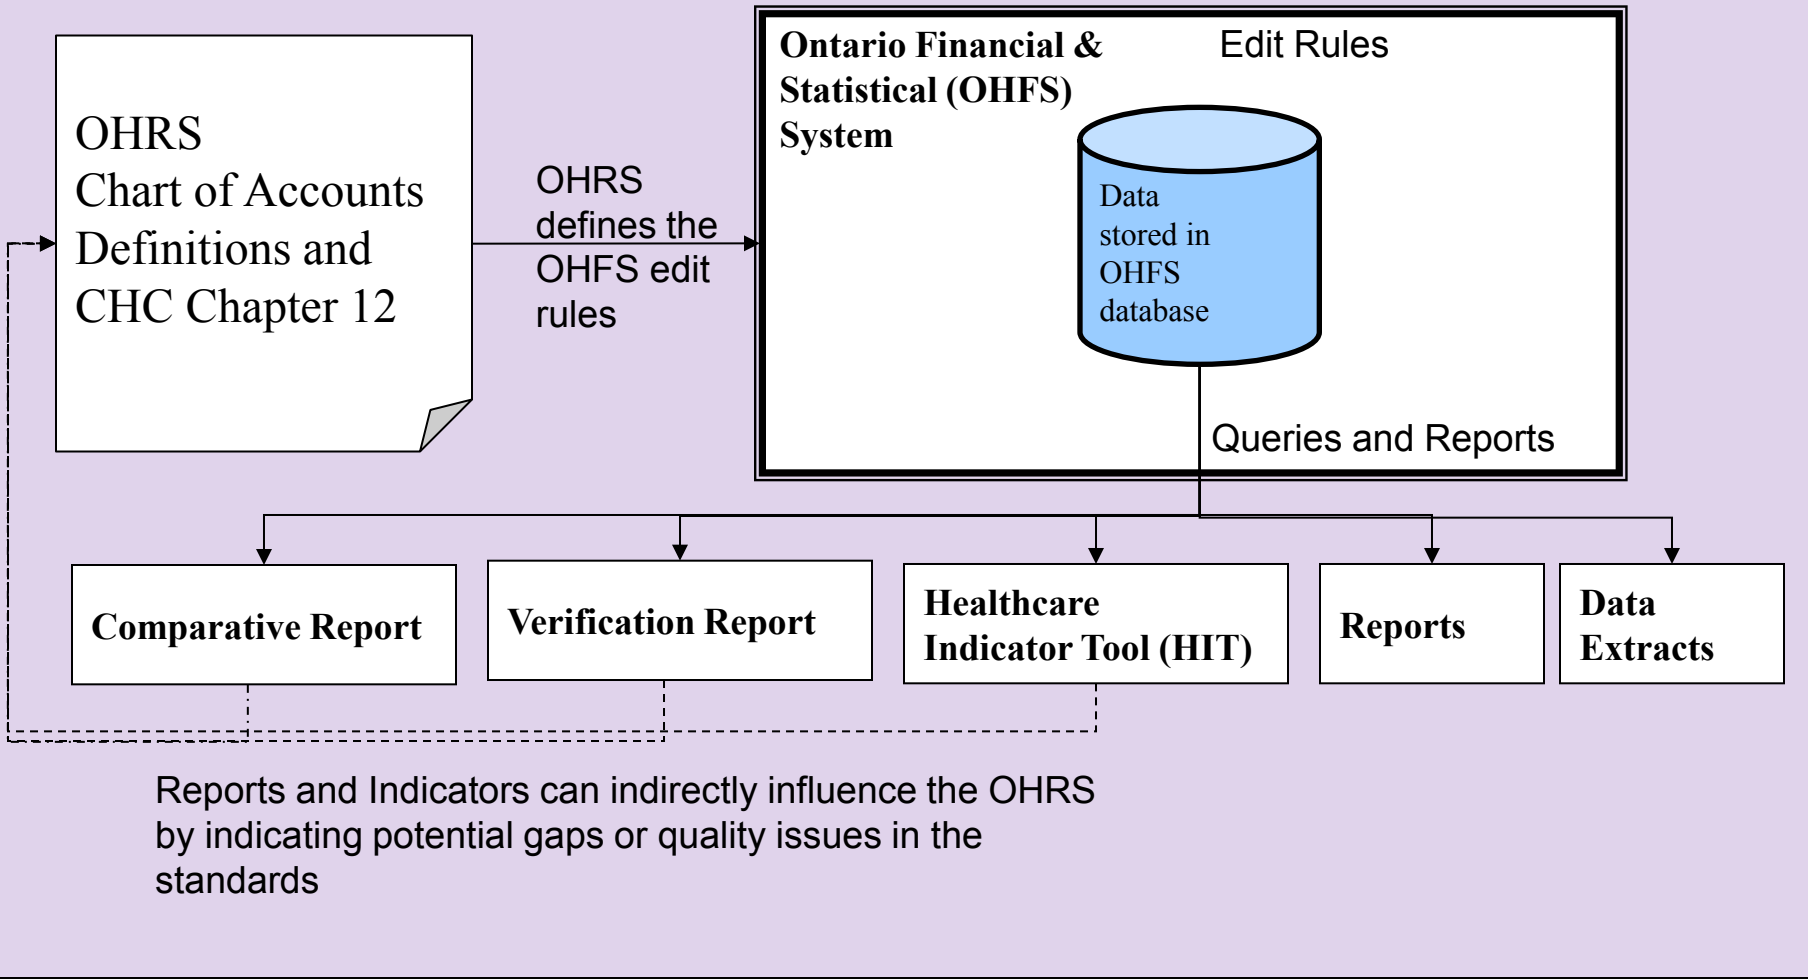 OHRS
Chart of Accounts
Definitions and
CHC Chapter 12
OHRS
defines the
OHFS edit
rules
Ontario Financial &
Statistical (OHFS)
System
Edit Rules
Data
stored in
OHFS
database
Queries and Reports
Comparative Report
Verification Report
Healthcare
Indicator Tool (HIT)
Reports
Data
Extracts
Reports and Indicators can indirectly influence the OHRS
by indicating potential gaps or quality issues in the
standards